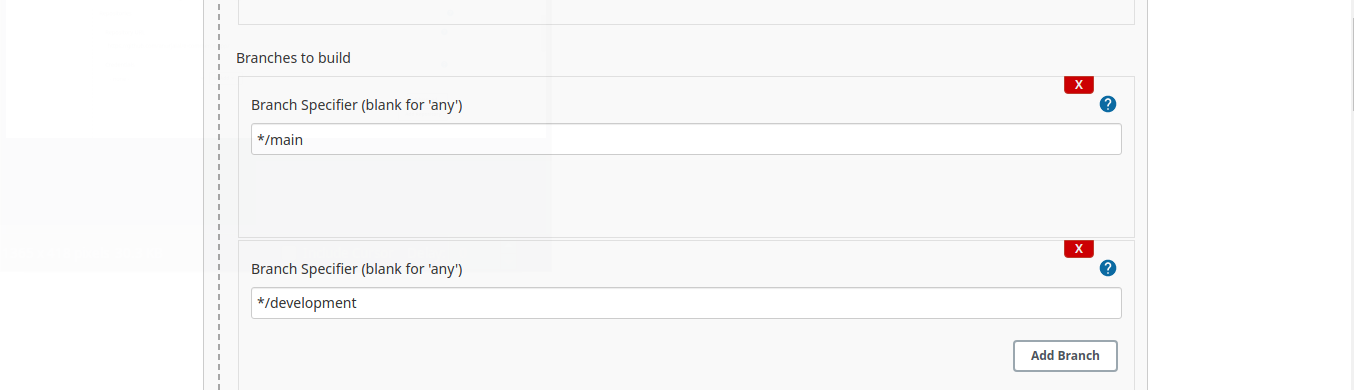 Branches to build
X
Branch Specifier (blank for 'any')
?
*/main
X
Branch Specifier (blank for 'any')
?
*/development
Add Branch